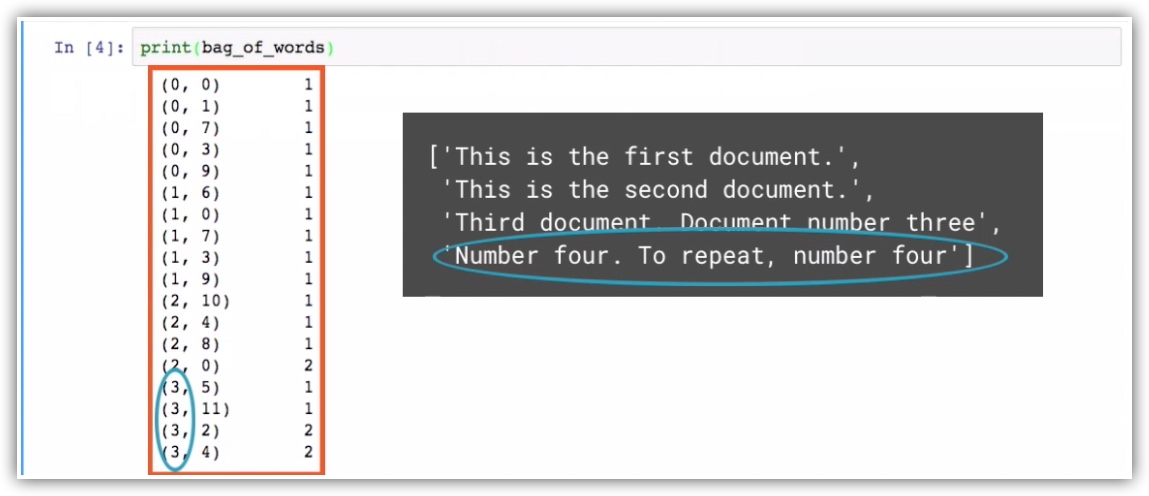 In [4]: print(bag_of_words)
(0, 0) 1
(0, 1) 1
(0, 7) 1
(0, 3) 1
(0, 9) 1
(1, 6) 1
(1, 0) 1
(1, 7) 1
(1, 3) 1
(1, 9) 1
(2, 10) 1
(2, 4) 1
(2, 8) 1
(2, 0) 2
(3, 5) 1
(3, 11) 1
(3, 2) 2
(3, 4) 2
['This is the first document.',
'This is the second document.',
'Third document. Document number three',
'Number four. To repeat, number four']